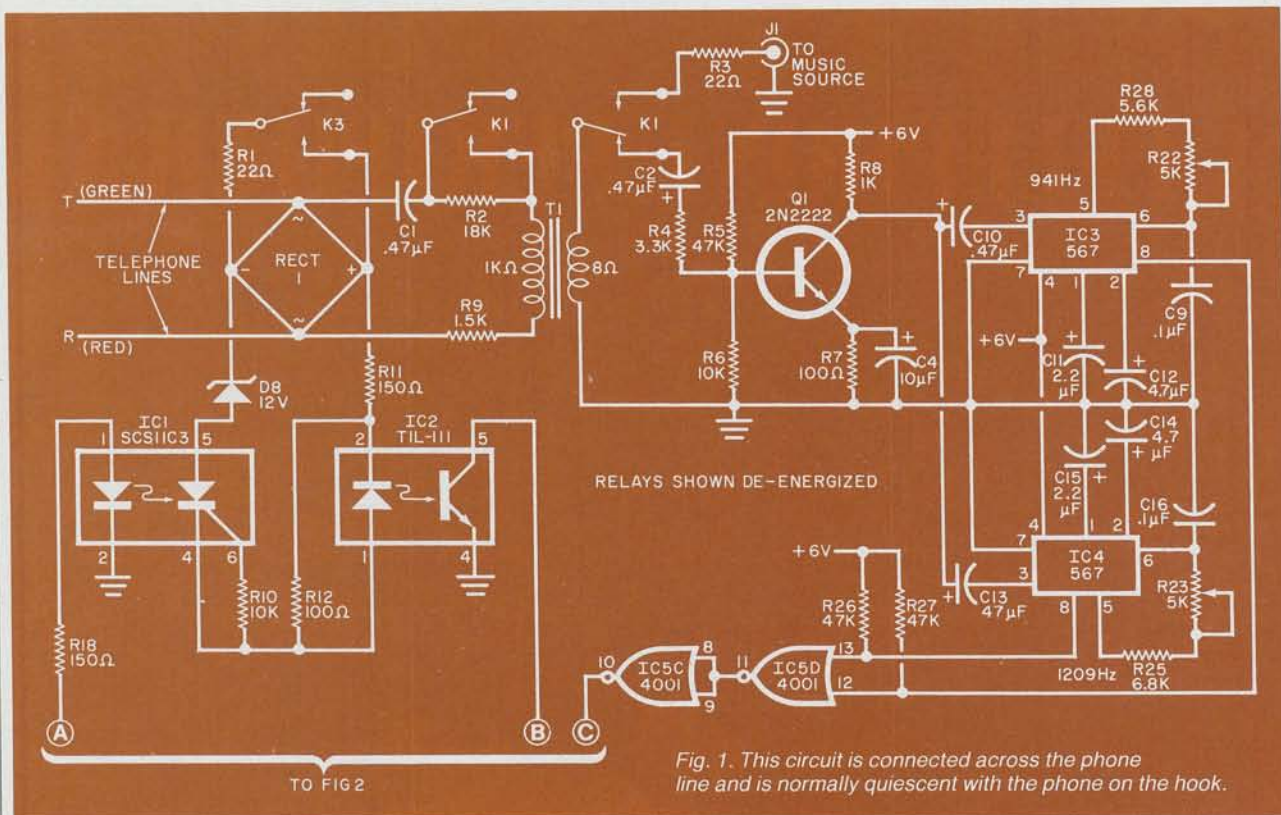 J1
TO
MUSIC
SOURCE
R3
22Ω
K3
K1
K1
R28
5.6K
+6V
R1
22Ω
C2
.47µF
+
R8
1K
R22
5K
941Hz
T (GREEN)
C1
.47µF
R2
18K
T1
R4
3.3K
R5
47K
Q1
2N2222
+
C10
.47µF
3
5
6
IC3
567
7
8
4
1
2
TELEPHONE
LINES
~
- RECT +
1
~
1KΩ
8Ω
C9
.1µF
R9
1.5K
R (RED)
+6V
R6
10K
R7
100Ω
+
C4
10µF
+
C11
2.2
µF
+
C12
4.7µF
R11
150Ω
D8
12V
IC1
SCS11C3
1
5
IC2
TIL-111
2
5
C14
4.7
µF
+
RELAYS SHOWN DE-ENERGIZED
C15
2.2
µF
+
C16
.1µF
2
4
6
1
4
4
1
2
7
IC4
567
6
3
8
5
+6V
+
C13
.47µF
R10
10K
R12
100Ω
R26
47K
R27
47K
R23
5K
R18
150Ω
10
IC5C
4001
8
9
11
IC5D
4001
13
12
1209Hz
R25
6.8K
A
B
C
TO FIG 2
Fig. 1. This circuit is connected across the phone
line and is normally quiescent with the phone on the hook.